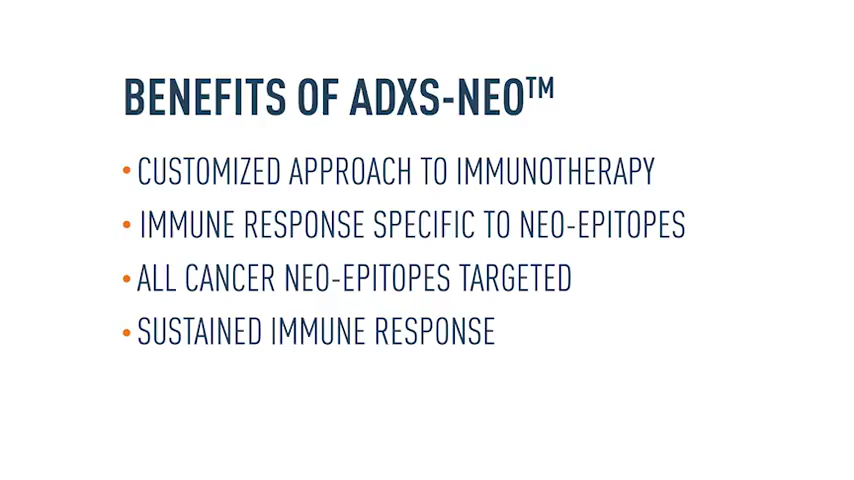 BENEFITS OF ADXS-NEO™
• CUSTOMIZED APPROACH TO IMMUNOTHERAPY
• IMMUNE RESPONSE SPECIFIC TO NEO-EPITOPES
• ALL CANCER NEO-EPITOPES TARGETED
• SUSTAINED IMMUNE RESPONSE